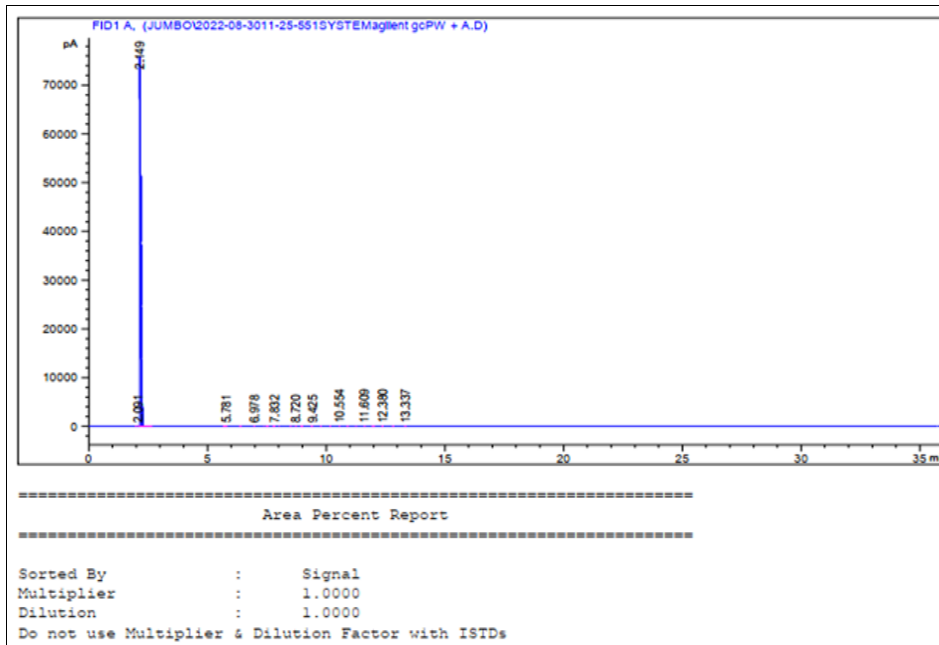 FID1 A, (JUMBO\2022-08-3011-25-551SYSTEMagilent gcPW + A.D)
pA
70000
60000
50000
40000
30000
20000
10000
0
2.091
2.149
5.781
6.978
7.832
8.720
9.425
10.554
11.609
12.380
13.337
0 5 10 15 20 25 30 35 m
======================================================================
Area Percent Report
======================================================================
Sorted By : Signal
Multiplier : 1.0000
Dilution : 1.0000
Do not use Multiplier & Dilution Factor with ISTDs